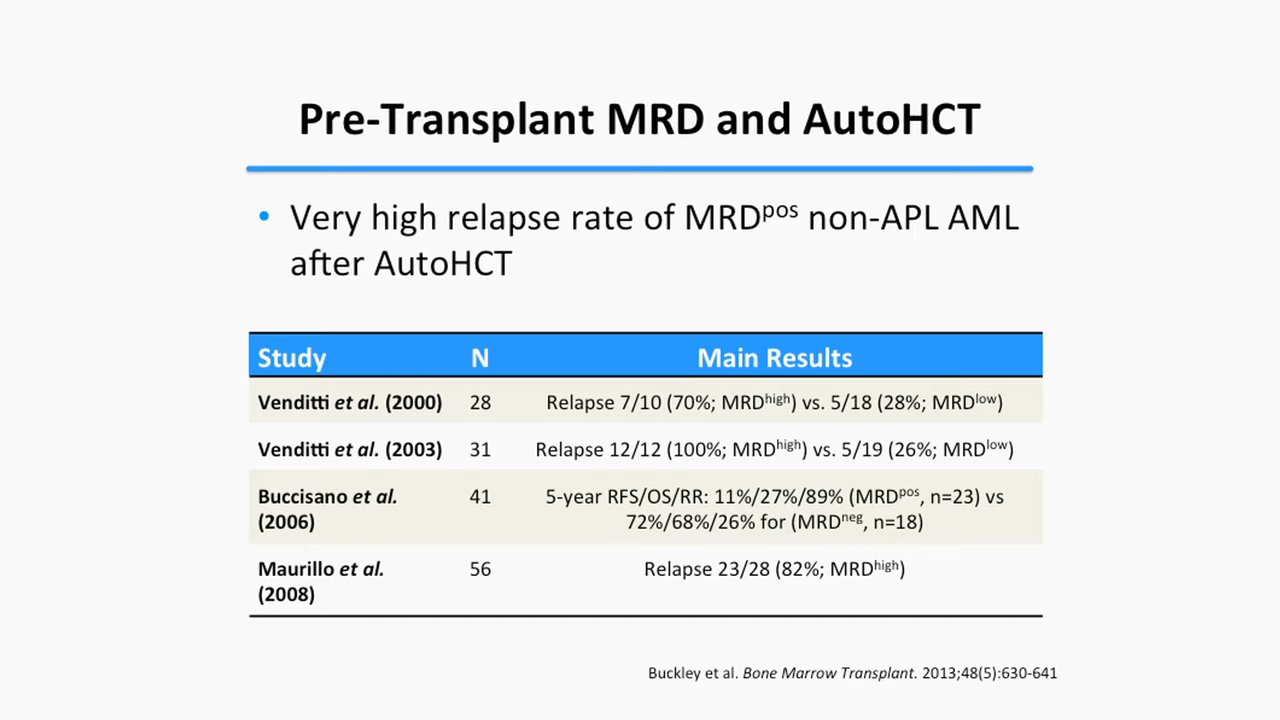 Pre-Transplant MRD and AutoHCT
• Very high relapse rate of MRDpos non-APL AML
after AutoHCT
Study N Main Results
Venditti et al. (2000) 28 Relapse 7/10 (70%; MRDhigh) vs. 5/18 (28%; MRDlow)
Venditti et al. (2003) 31 Relapse 12/12 (100%; MRDhigh) vs. 5/19 (26%; MRDlow)
Buccisano et al. 41 5-year RFS/OS/RR: 11%/27%/89% (MRDpos, n=23) vs
(2006) 72%/68%/26% for (MRDneg, n=18)
Maurillo et al. 56 Relapse 23/28 (82%; MRDhigh)
(2008)
Buckley et al. Bone Marrow Transplant. 2013;48(5):630-641